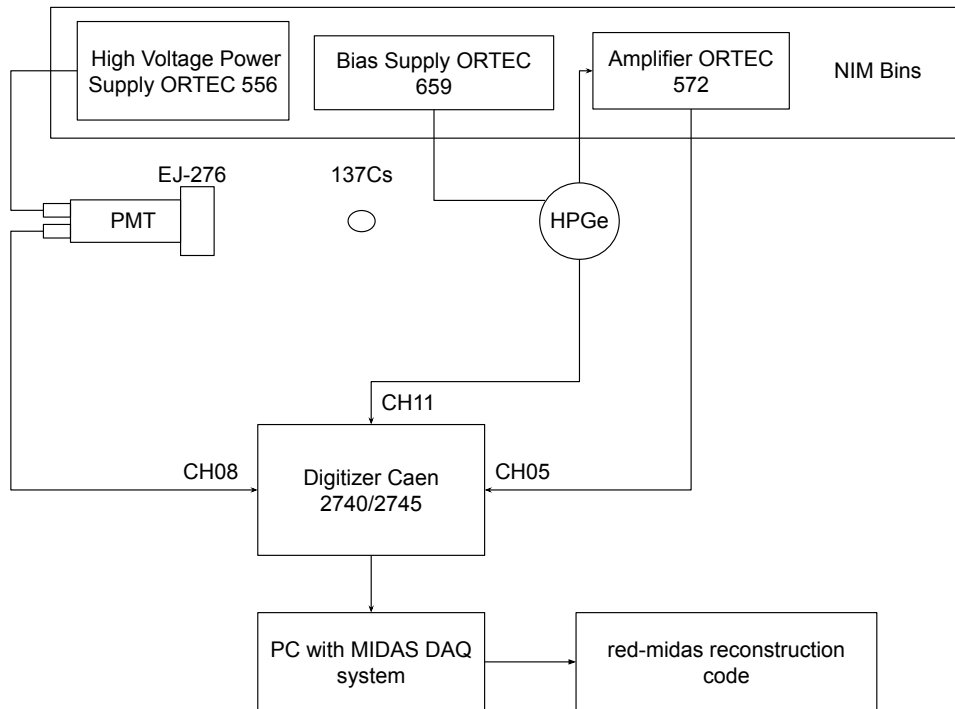 High Voltage Power
Supply ORTEC 556
Bias Supply ORTEC
659
Amplifier ORTEC
572
NIM Bins
EJ-276
137Cs
PMT
HPGe
CH11
CH08
CH05
Digitizer Caen
2740/2745
PC with MIDAS DAQ
system
red-midas reconstruction
code